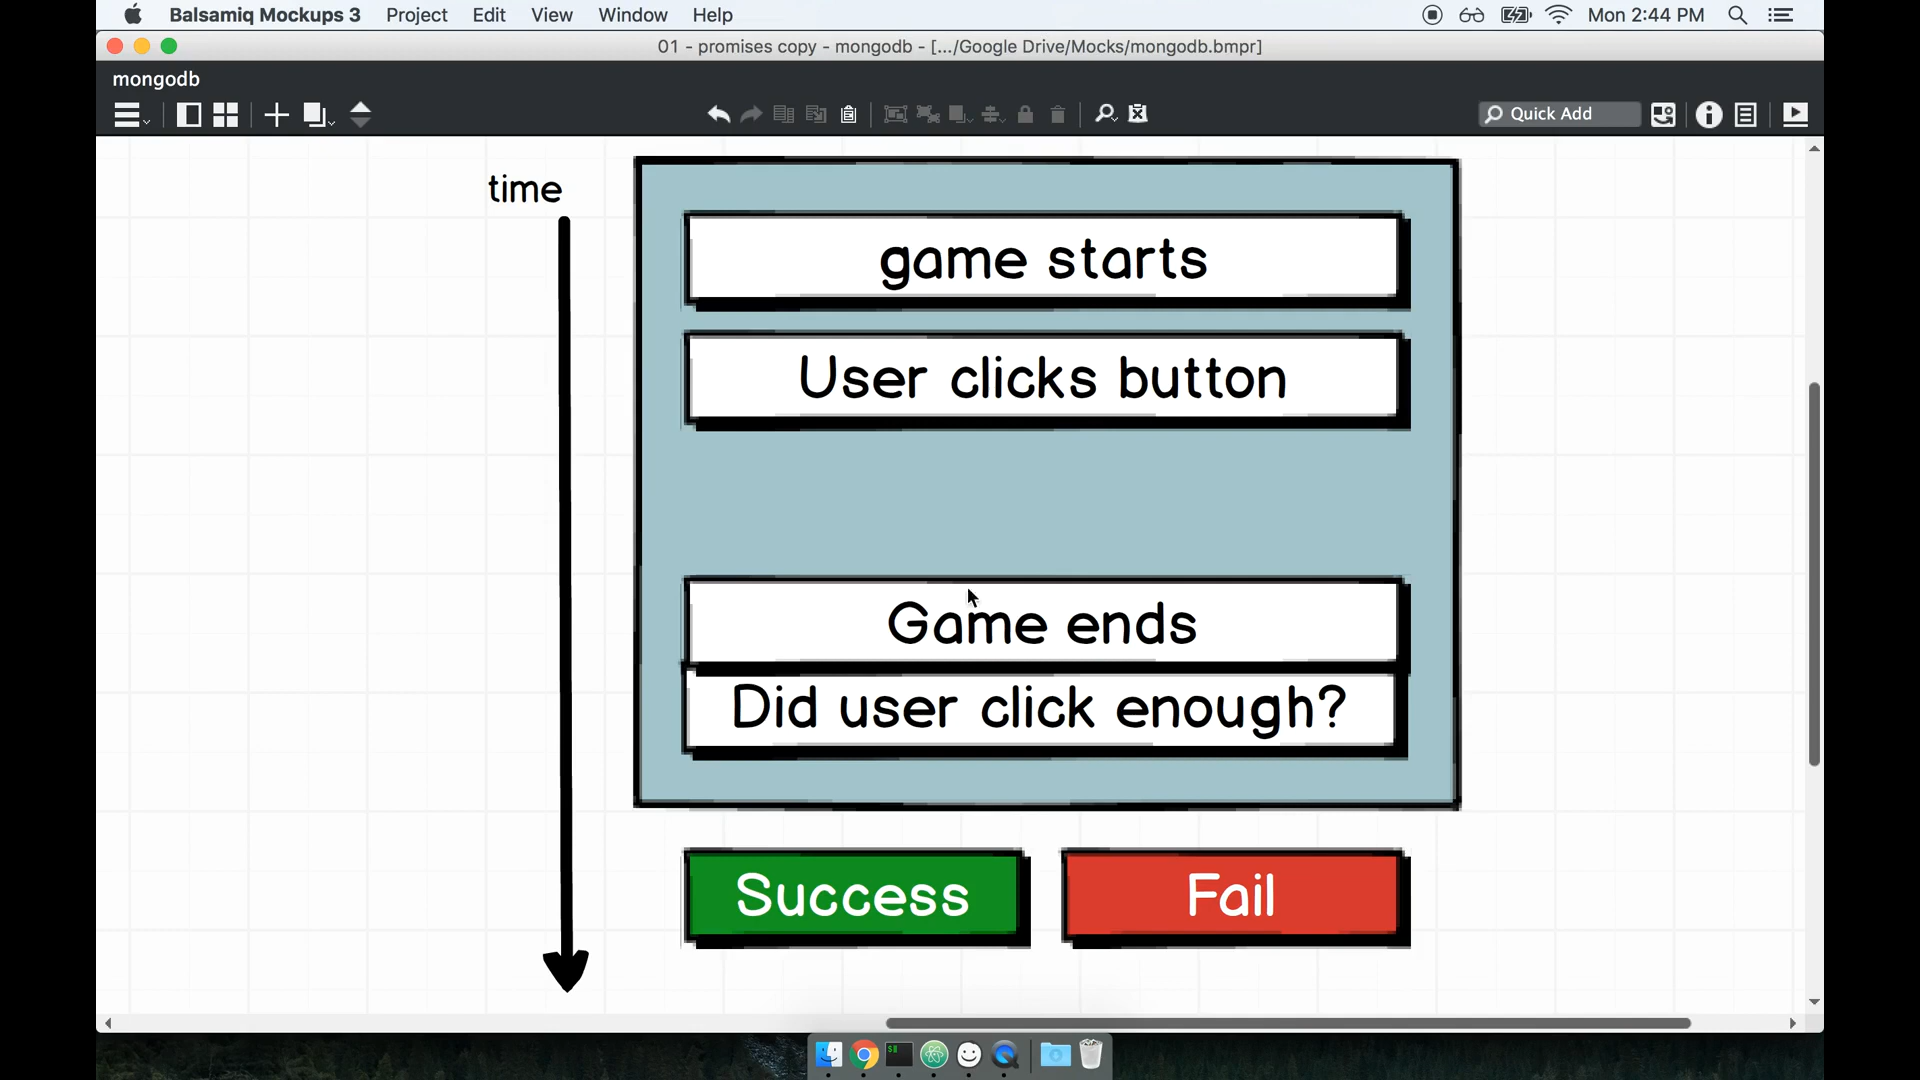 Balsamiq Mockups 3 Project Edit View Window Help Mon 2:44 PM
01 - promises copy - mongodb - [.../Google Drive/Mocks/mongodb.bmpr]
mongodb
Quick Add
time
game starts
User clicks button
Game ends
Did user click enough?
Success Fail